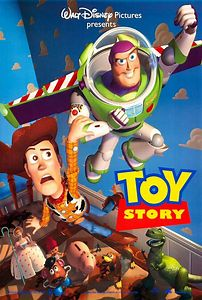 WALT DISNEY Pictures
presents
TOY
STORY